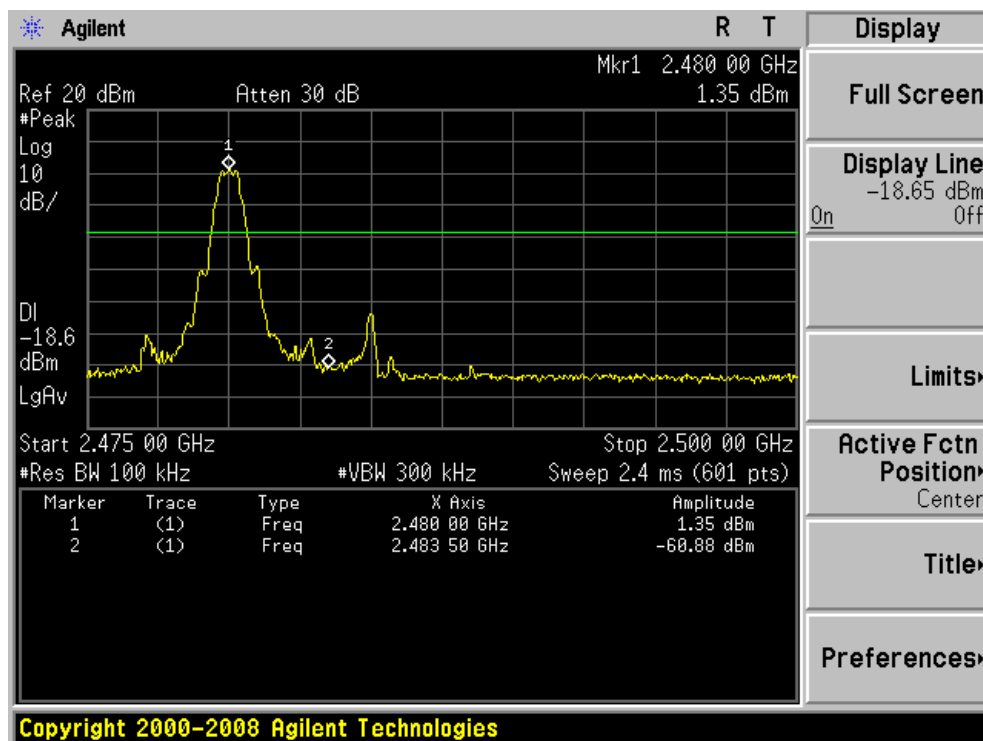 Agilent R T
Mkr1 2.480 00 GHz
Ref 20 dBm Atten 30 dB 1.35 dBm
#Peak
Log
10
dB/
1
2
DI
-18.6
dBm
LgAv
Start 2.475 00 GHz Stop 2.500 00 GHz
#Res BW 100 kHz #VBW 300 kHz Sweep 2.4 ms (601 pts)
Marker Trace Type X Axis Amplitude
1 (1) Freq 2.480 00 GHz 1.35 dBm
2 (1) Freq 2.483 50 GHz -60.88 dBm
Display
Full Screen
Display Line
-18.65 dBm
On Off
Limits
Active Fctn
Position
Center
Title
Preferences
Copyright 2000-2008 Agilent Technologies